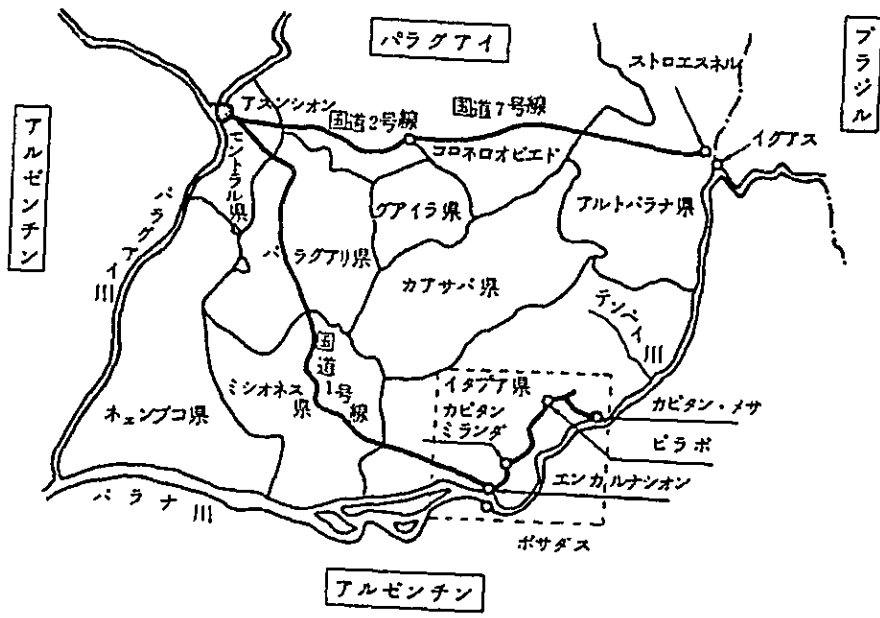 パラグアイ
ブラジル
アルゼンチン
ストロエスネル
アスンシオン
国道2号線
国道7号線
コロネロオビエド
イグアス
セントラル県
パラグアイ川
グアイラ県
アルトパラナ県
パラグアリ県
カアサパ県
テンベト川
国道1号線
ミシオネス県
イタプア県
カピタン
ミランダ
ネェンブコ県
カピタン・メサ
ピラポ
エンカルナシオン
パラナ川
ポサダス
アルゼンチン